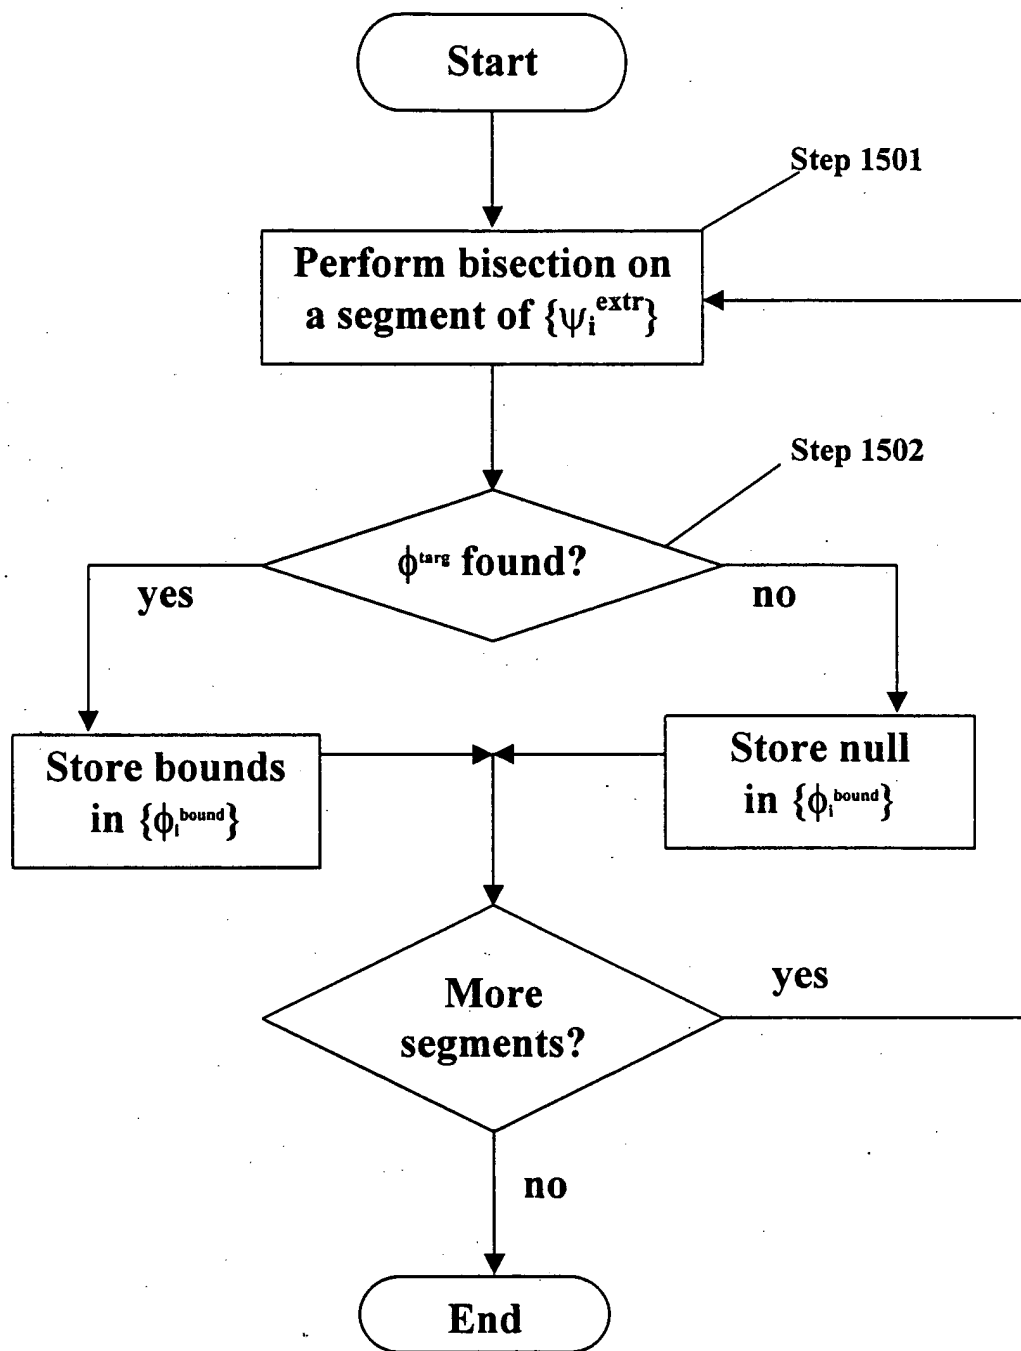 Start
Step 1501
Perform bisection on
a segment of {ψᵢᵉˣᵗʳ}
Step 1502
ϕᵗᵃʳᵍ found?
yes
no
Store bounds
in {ϕᵢᵇᵒᵘⁿᵈ}
Store null
in {ϕᵢᵇᵒᵘⁿᵈ}
More
segments?
yes
no
End